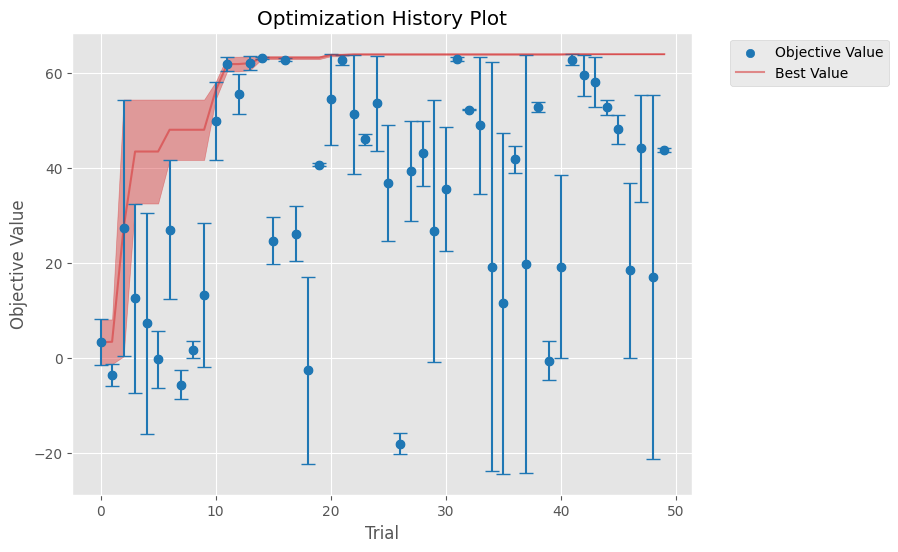 Optimization History Plot
Objective Value
Best Value
Objective Value
60
40
20
0
−20
0 10 20 30 40 50
Trial